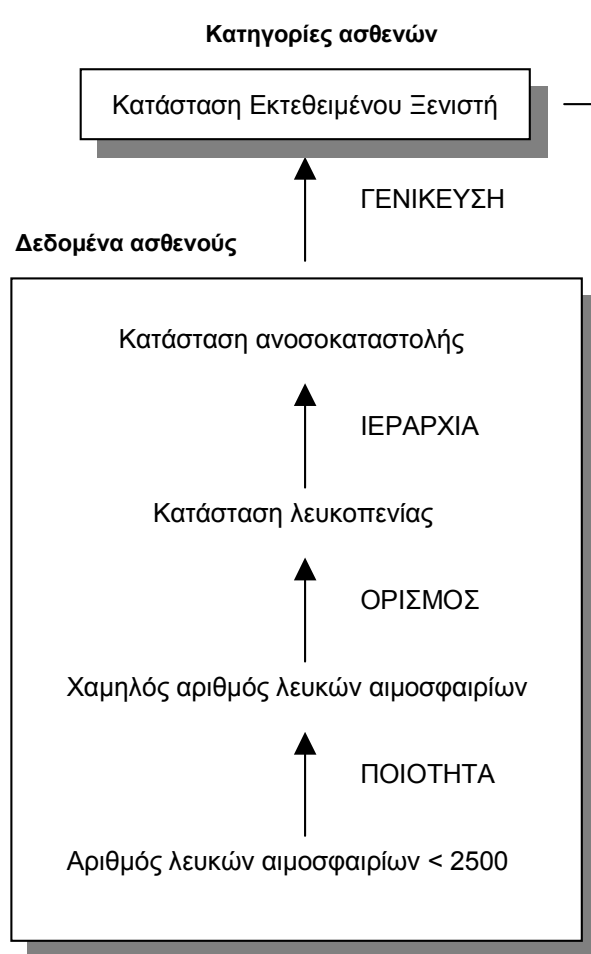 Κατηγορίες ασθενών
Κατάσταση Εκτεθειμένου Ξενιστή
ΓΕΝΙΚΕΥΣΗ
Δεδομένα ασθενούς
Κατάσταση ανοσοκαταστολής
ΙΕΡΑΡΧΙΑ
Κατάσταση λευκοπενίας
ΟΡΙΣΜΟΣ
Χαμηλός αριθμός λευκών αιμοσφαιρίων
ΠΟΙΟΤΗΤΑ
Αριθμός λευκών αιμοσφαιρίων < 2500